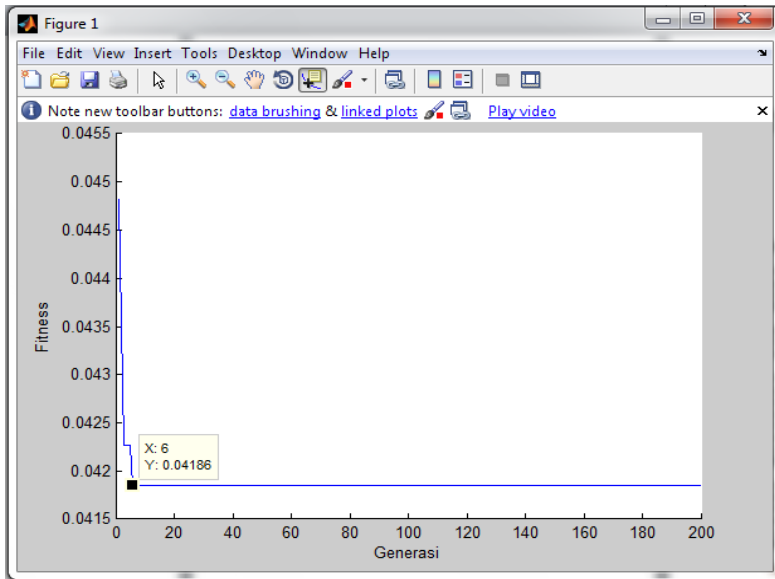 Figure 1
File Edit View Insert Tools Desktop Window Help
Note new toolbar buttons: data brushing & linked plots Play video
0.0455
0.045
0.0445
0.044
0.0435
0.043
0.0425
0.042
0.0415
Fitness
X: 6
Y: 0.04186
0 20 40 60 80 100 120 140 160 180 200
Generasi